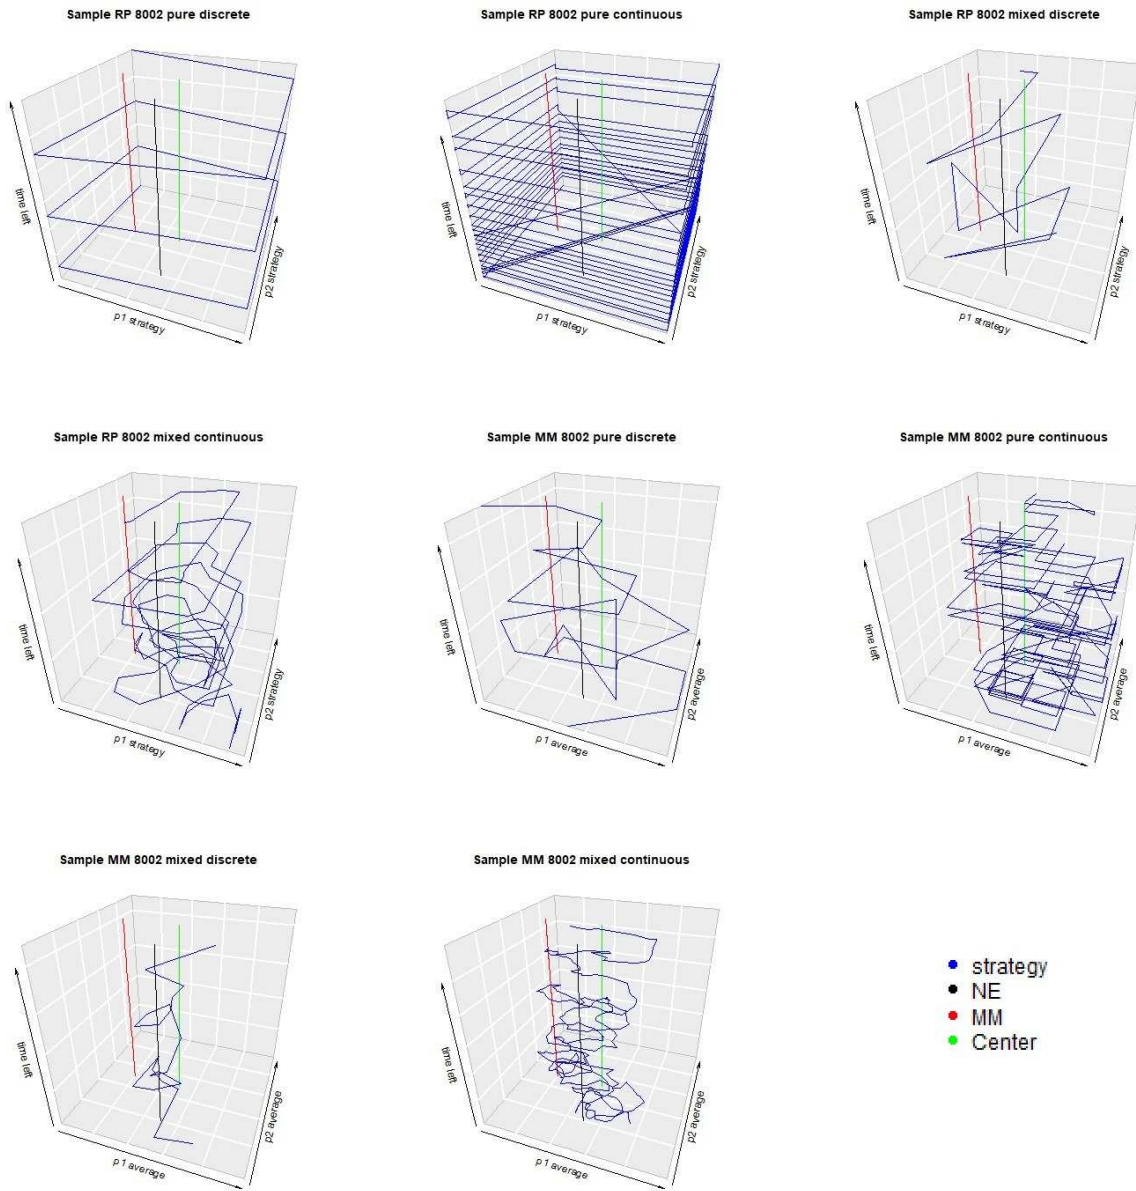 Sample RP 8002 pure discrete
Sample RP 8002 pure continuous
Sample RP 8002 mixed discrete
time left
p1 strategy
p2 strategy
time left
p1 strategy
p2 strategy
time left
p1 strategy
p2 strategy
Sample RP 8002 mixed continuous
Sample MM 8002 pure discrete
Sample MM 8002 pure continuous
time left
p1 strategy
p2 strategy
time left
p1 average
p2 average
time left
p1 average
p2 average
Sample MM 8002 mixed discrete
Sample MM 8002 mixed continuous
time left
p1 average
p2 average
time left
p1 average
p2 average
strategy
NE
MM
Center